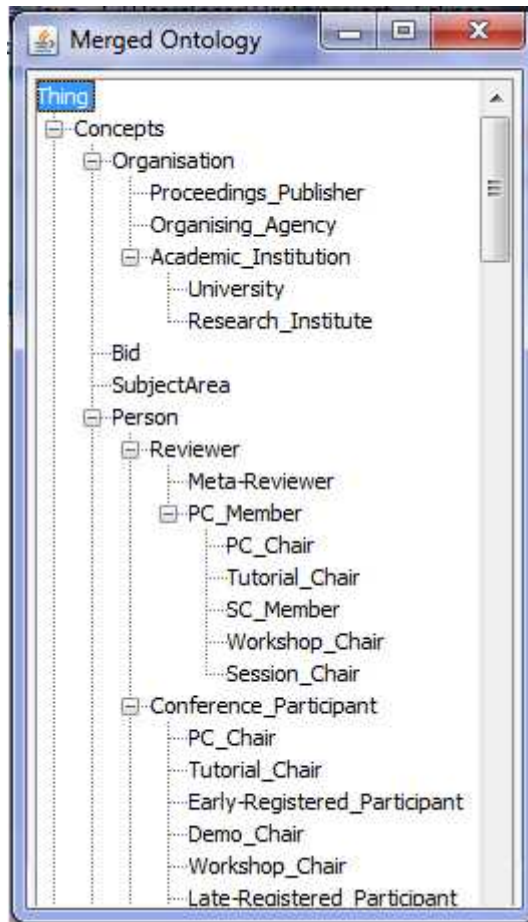 Merged Ontology
Thing
Concepts
Organisation
Proceedings_Publisher
Organising_Agency
Academic_Institution
University
Research_Institute
Bid
SubjectArea
Person
Reviewer
Meta-Reviewer
PC_Member
PC_Chair
Tutorial_Chair
SC_Member
Workshop_Chair
Session_Chair
Conference_Participant
PC_Chair
Tutorial_Chair
Early-Registered_Participant
Demo_Chair
Workshop_Chair
Late-Registered_Participant